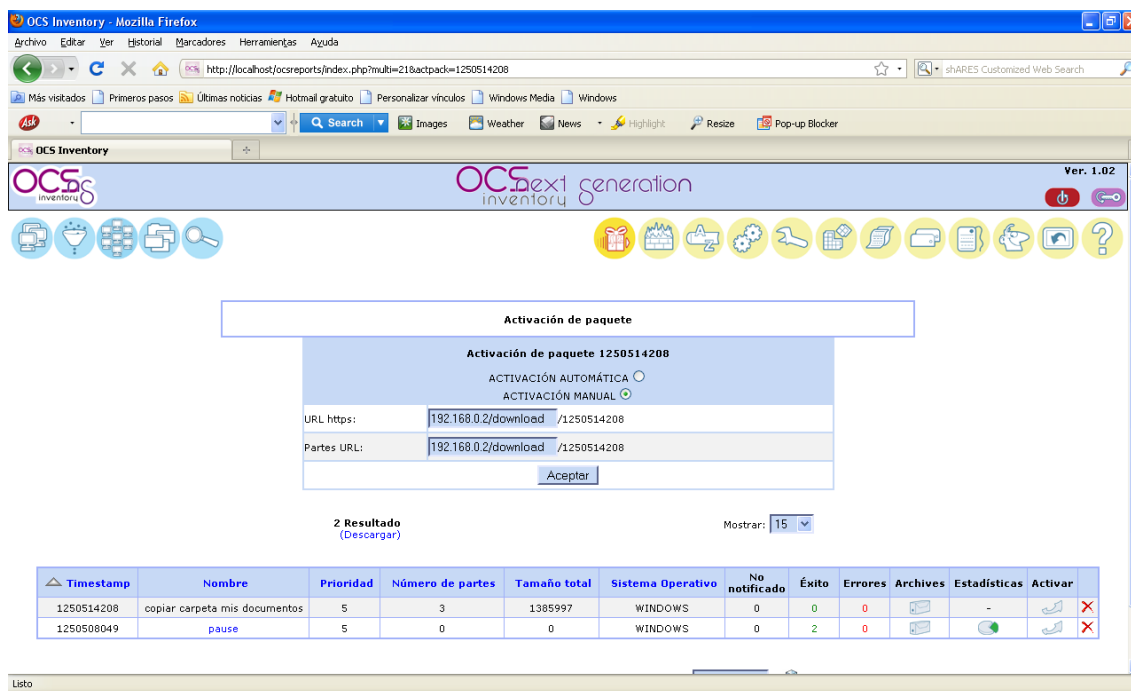 OCS Inventory - Mozilla Firefox
Archivo Editar Ver Historial Marcadores Herramientas Ayuda
http://localhost/ocsreports/index.php?multi=21&actpack=1250514208
shARES Customized Web Search
Más visitados Primeros pasos Últimas noticias Hotmail gratuito Personalizar vínculos Windows Media Windows
Ask Search Images Weather News Highlight Resize Pop-up Blocker
OCS Inventory
OCS inventory
OCS inventory next generation
Ver. 1.02
Activación de paquete
Activación de paquete 1250514208
ACTIVACIÓN AUTOMÁTICA
ACTIVACIÓN MANUAL
URL https: 192.168.0.2/download /1250514208
Partes URL: 192.168.0.2/download /1250514208
Aceptar
2 Resultado
(Descargar)
Mostrar: 15
Timestamp Nombre Prioridad Número de partes Tamaño total Sistema Operativo No notificado Éxito Errores Archives Estadísticas Activar
1250514208 copiar carpeta mis documentos 5 3 1385997 WINDOWS 0 0 0 -
1250508049 pause 5 0 0 WINDOWS 0 2 0
Listo